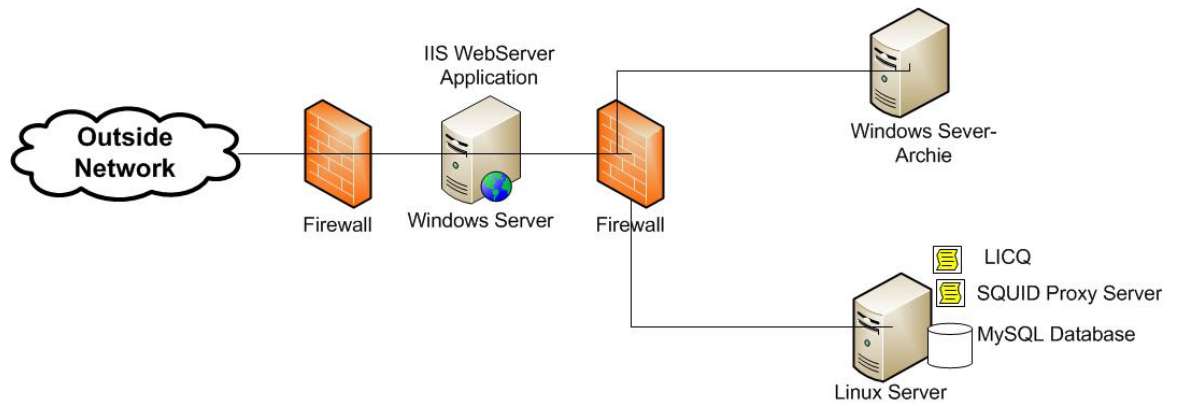 IIS WebServer
Application
Outside
Network
Firewall
Windows Server
Firewall
Windows Sever-
Archie
LICQ
SQUID Proxy Server
MySQL Database
Linux Server